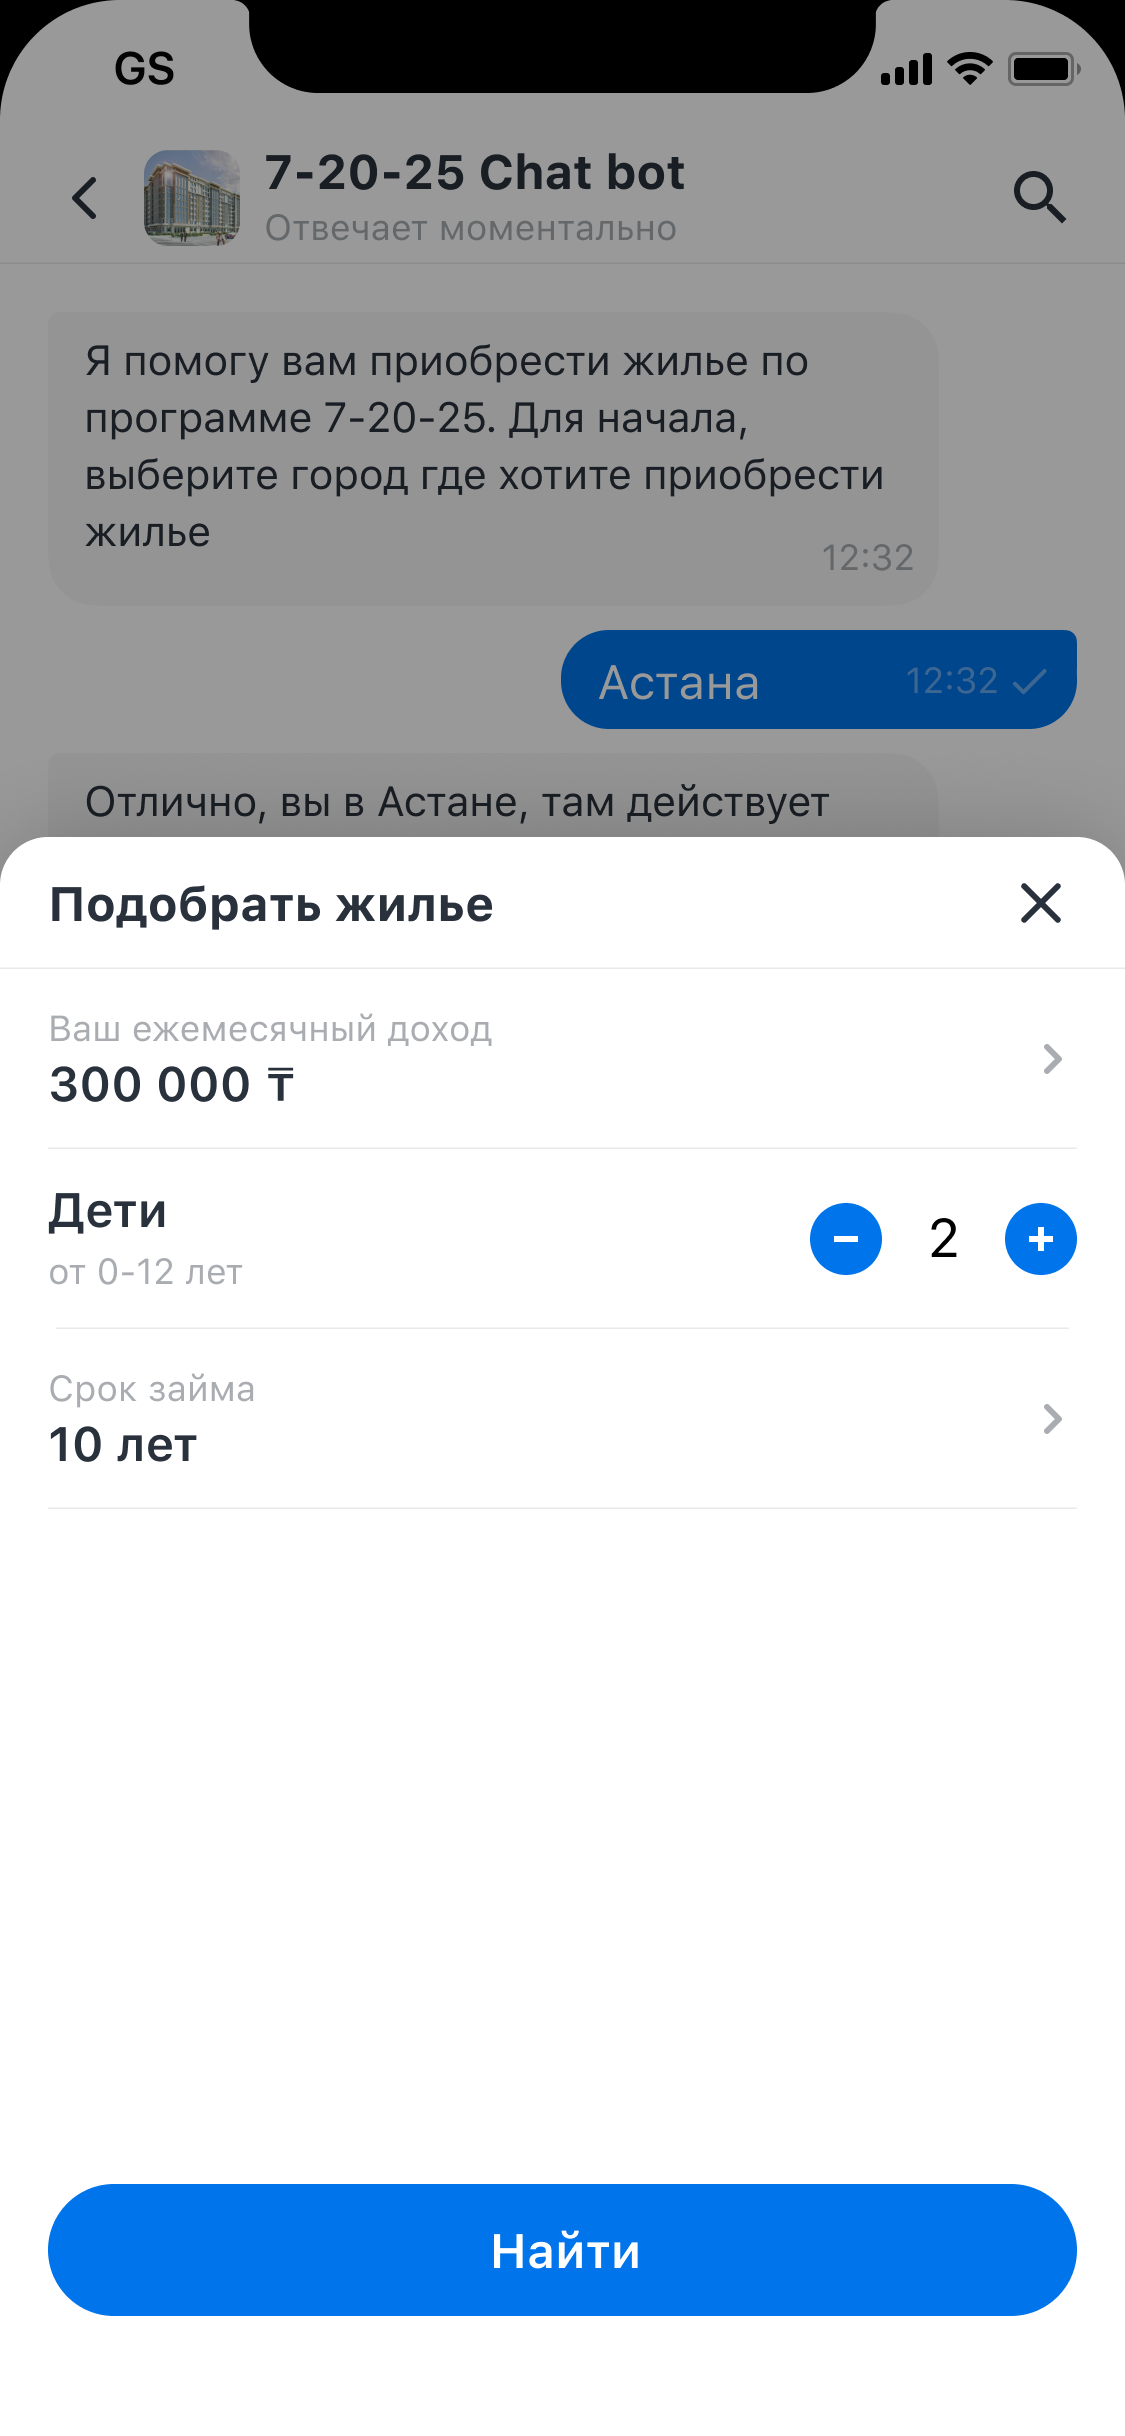 GS
7-20-25 Chat bot
Отвечает моментально
Я помогу вам приобрести жилье по
программе 7-20-25. Для начала,
выберите город где хотите приобрести
жилье
12:32
Астана 12:32
Отлично, вы в Астане, там действует
Подобрать жилье
Ваш ежемесячный доход
300 000 ₸
Дети
от 0-12 лет
2
Срок займа
10 лет
Найти